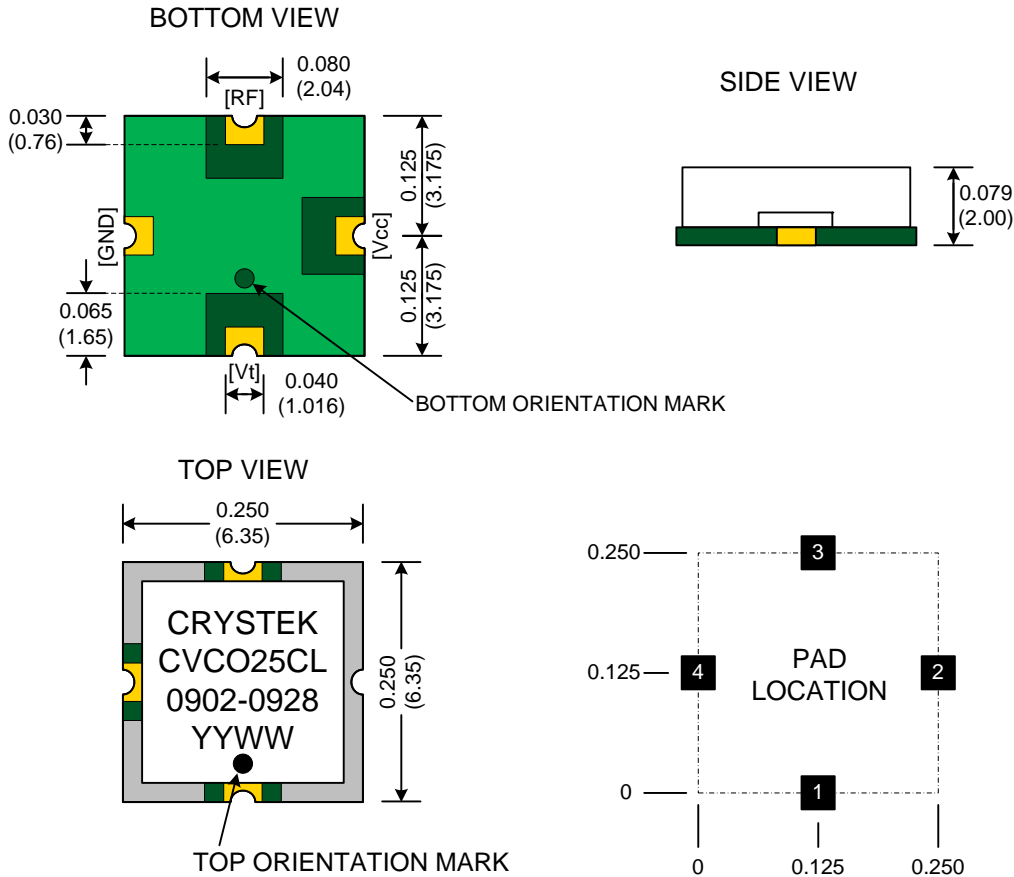 BOTTOM VIEW
0.080
(2.04)
[RF]
0.030
(0.76)
0.125
(3.175)
[GND]
[Vcc]
0.125
(3.175)
0.065
(1.65)
[Vt]
0.040
(1.016)
BOTTOM ORIENTATION MARK
SIDE VIEW
0.079
(2.00)
TOP VIEW
0.250
(6.35)
CRYSTEK
CVCO25CL
0902-0928
YYWW
0.250
(6.35)
TOP ORIENTATION MARK
0.250
3
0.125
4
PAD
LOCATION
2
0
1
0
0.125
0.250